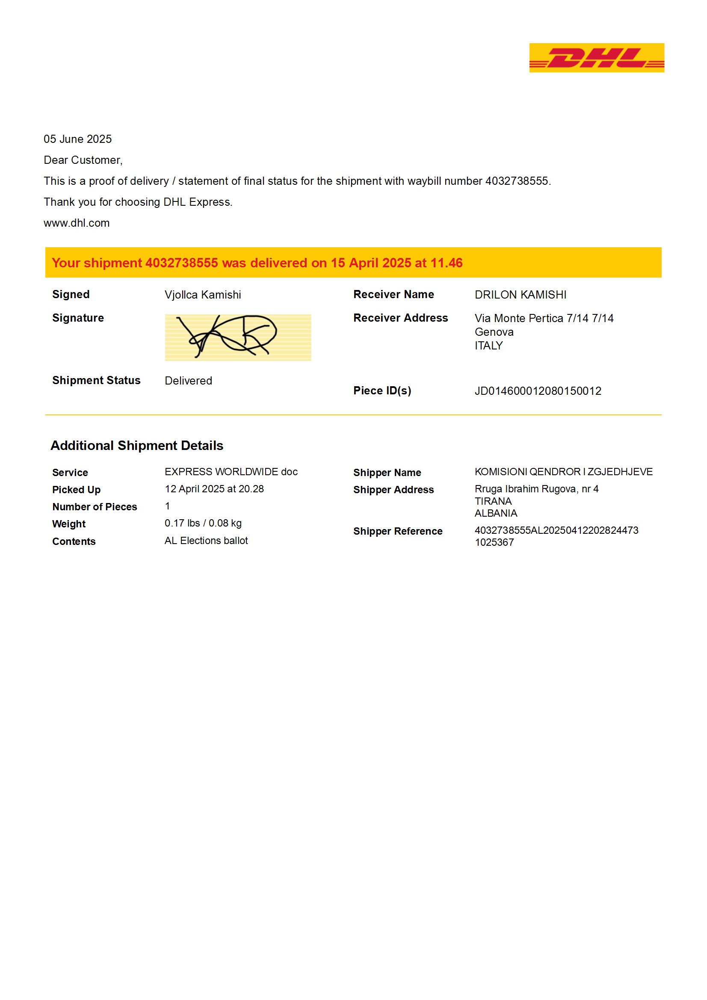 DHL
05 June 2025
Dear Customer,
This is a proof of delivery / statement of final status for the shipment with waybill number 4032738555.
Thank you for choosing DHL Express.
www.dhl.com
Your shipment 4032738555 was delivered on 15 April 2025 at 11.46
Signed Vjollca Kamishi
Signature
Shipment Status Delivered
Receiver Name DRILON KAMISHI
Receiver Address Via Monte Pertica 7/14 7/14
Genova
ITALY
Piece ID(s) JD014600012080150012
Additional Shipment Details
Service EXPRESS WORLDWIDE doc
Picked Up 12 April 2025 at 20.28
Number of Pieces 1
Weight 0.17 lbs / 0.08 kg
Contents AL Elections ballot
Shipper Name KOMISIONI QENDROR I ZGJEDHJEVE
Shipper Address Rruga Ibrahim Rugova, nr 4
TIRANA
ALBANIA
Shipper Reference 4032738555AL20250412202824473
1025367